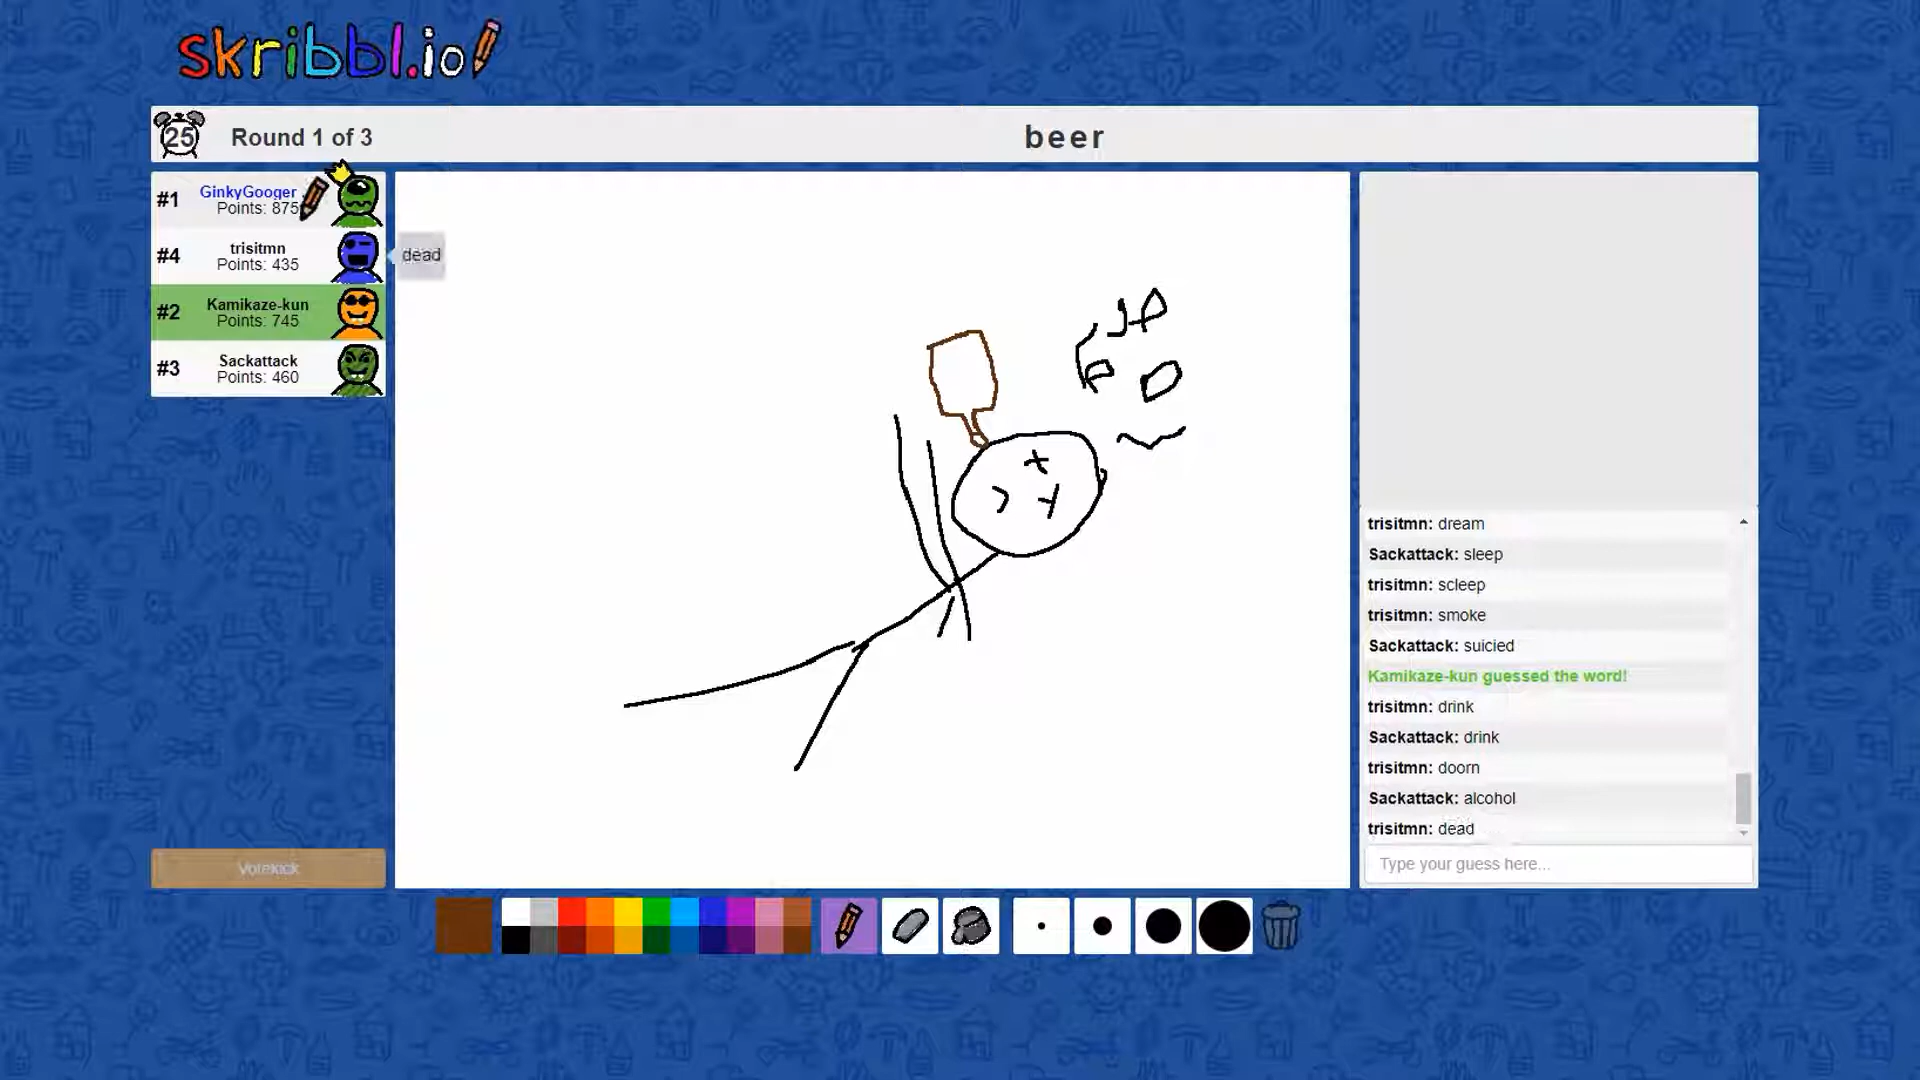 skribbl.io
25
Round 1 of 3
beer
#1
GinkyGooger
Points: 875
#4
trisitmn
Points: 435
dead
#2
Kamikaze-kun
Points: 745
#3
Sackattack
Points: 460
Votekick
trisitmn: dream
Sackattack: sleep
trisitmn: scleep
trisitmn: smoke
Sackattack: suicied
Kamikaze-kun guessed the word!
trisitmn: drink
Sackattack: drink
trisitmn: doorn
Sackattack: alcohol
trisitmn: dead
Type your guess here...